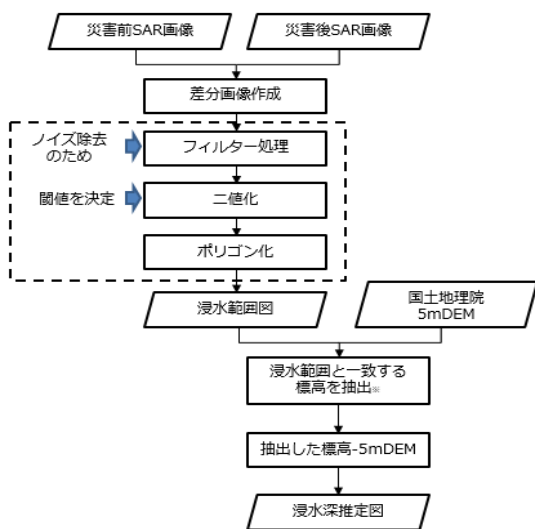 災害前SAR画像
災害後SAR画像
差分画像作成
ノイズ除去
のため
フィルター処理
閾値を決定
二値化
ポリゴン化
浸水範囲図
国土地理院
5mDEM
浸水範囲と一致する
標高を抽出※
抽出した標高-5mDEM
浸水深推定図